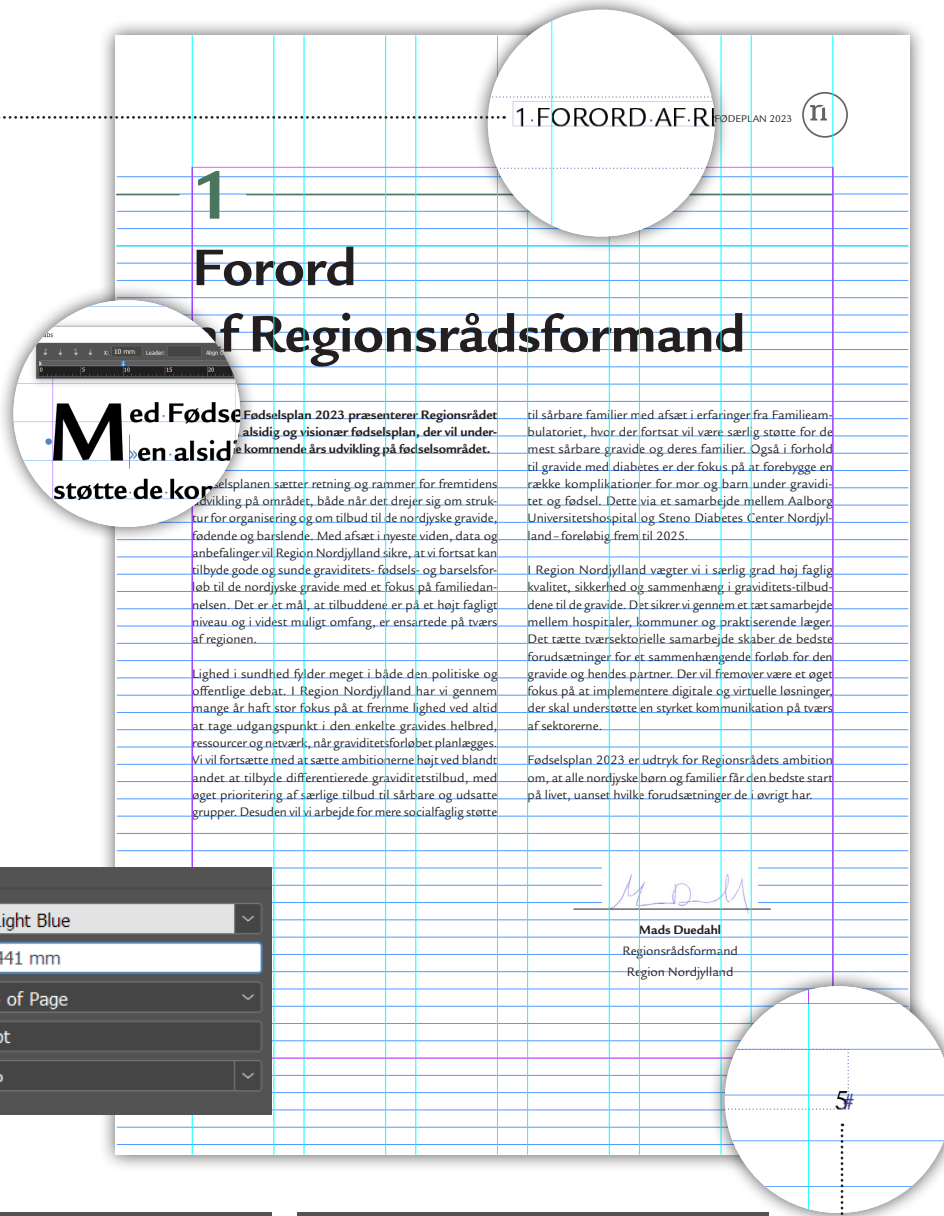 1·FORORD·AF·R
FØDEPLAN 2023
1
Forord
af Regionsrådsformand
X: 10 mm Leader: Align
0 5 10 15 20
Med·Fødse
»en·alsidi
støtte·de·kor
Fødselsplan 2023 præsenterer Regionsrådet
alsidig og visionær fødselsplan, der vil under-
kommende års udvikling på fødselsområdet.
elsplanen sætter retning og rammer for fremtidens
udvikling på området, både når det drejer sig om struk-
tur for organisering og om tilbud til de nordjyske gravide,
fødende og barslende. Med afsæt i nyeste viden, data og
anbefalinger vil Region Nordjylland sikre, at vi fortsat kan
tilbyde gode og sunde graviditets- fødsels- og barselsfor-
løb til de nordjyske gravide med et fokus på familiedan-
nelsen. Det er et mål, at tilbuddene er på et højt fagligt
niveau og i videst muligt omfang, er ensartede på tværs
af regionen.
Lighed i sundhed fylder meget i både den politiske og
offentlige debat. I Region Nordjylland har vi gennem
mange år haft stor fokus på at fremme lighed ved altid
at tage udgangspunkt i den enkelte gravides helbred,
ressourcer og netværk, når graviditetsforløbet planlægges.
Vi vil fortsætte med at sætte ambitionerne højt ved blandt
andet at tilbyde differentierede graviditetstilbud, med
øget prioritering af særlige tilbud til sårbare og udsatte
grupper. Desuden vil vi arbejde for mere socialfaglig støtte
til sårbare familier med afsæt i erfaringer fra Familieam-
bulatoriet, hvor der fortsat vil være særlig støtte for de
mest sårbare gravide og deres familier. Også i forhold
til gravide med diabetes er der fokus på at forebygge en
række komplikationer for mor og barn under gravidi-
tet og fødsel. Dette via et samarbejde mellem Aalborg
Universitetshospital og Steno Diabetes Center Nordjyl-
land – foreløbig frem til 2025.
I Region Nordjylland vægter vi i særlig grad høj faglig
kvalitet, sikkerhed og sammenhæng i graviditets-tilbud-
dene til de gravide. Det sikrer vi gennem et tæt samarbejde
mellem hospitaler, kommuner og praktiserende læger.
Det tætte tværsektorielle samarbejde skaber de bedste
forudsætninger for et sammenhængende forløb for den
gravide og hendes partner. Der vil fremover være et øget
fokus på at implementere digitale og virtuelle løsninger,
der skal understøtte en styrket kommunikation på tværs
af sektorerne.
Fødselsplan 2023 er udtryk for Regionsrådets ambition
om, at alle nordjyske børn og familier får den bedste start
på livet, uanset hvilke forudsætninger de i øvrigt har.
Mads Duedahl
Regionsrådsformand
Region Nordjylland
ight Blue
441 mm
of Page
5#